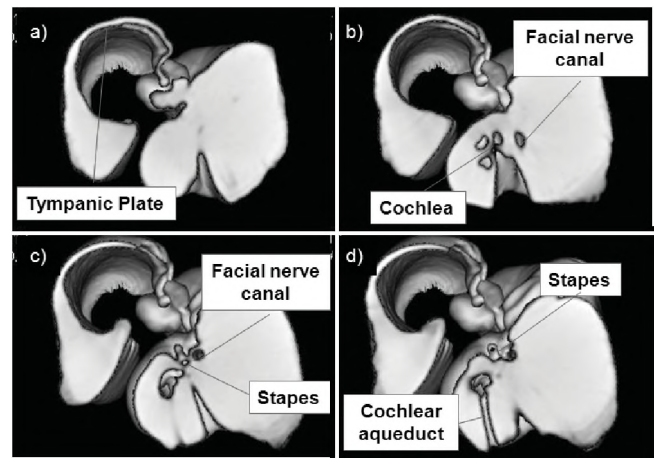 a)
Tympanic Plate
b)
Facial nerve
canal
Cochlea
c)
Facial nerve
canal
Stapes
d)
Stapes
Cochlear
aqueduct